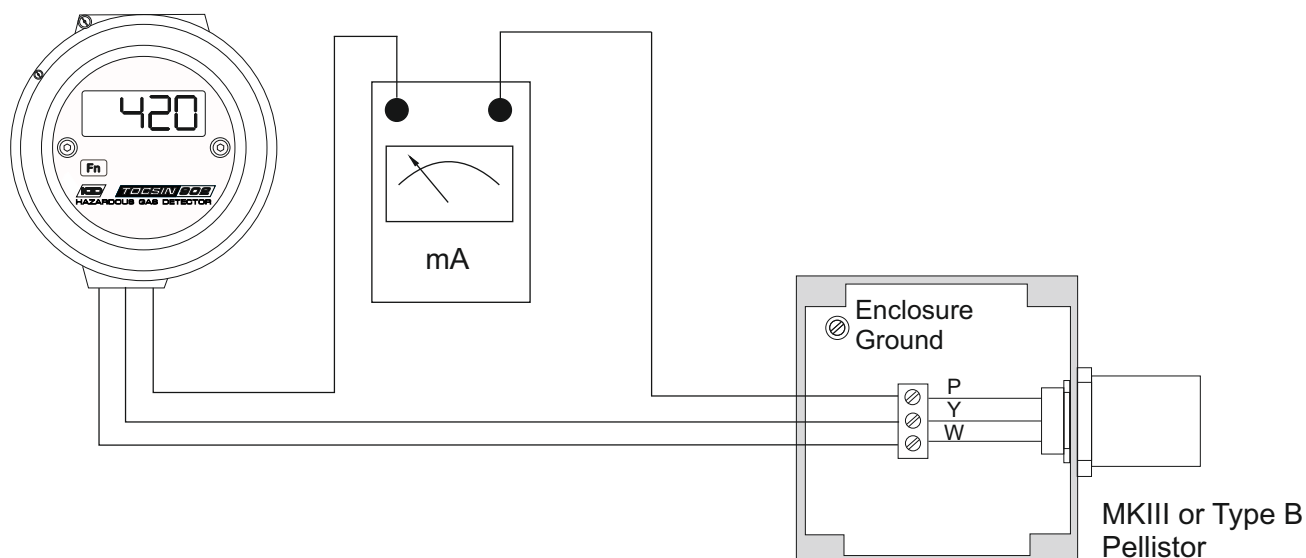 420
Fn
TOCSIN 902
HAZARDOUS GAS DETECTOR
mA
Enclosure
Ground
P
Y
W
MKIII or Type B
Pellistor